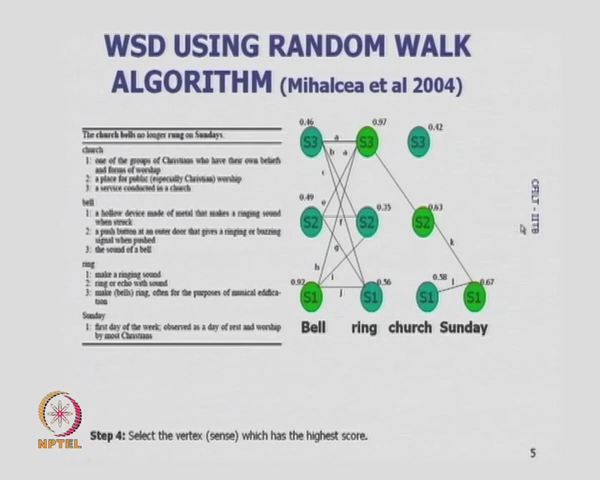 WSD USING RANDOM WALK
ALGORITHM (Mihalcea et al 2004)
The church bells no longer rung on Sundays.
church
1: one of the groups of Christians who have their own beliefs
and forms of worship
2: a place for public (especially Christian) worship
3: a service conducted in a church
bell
1: a hollow device made of metal that makes a ringing sound
when struck
2: a push button at an outer door that gives a ringing or buzzing
signal when pushed
3: the sound of a bell
ring
1: make a ringing sound
2: ring or echo with sound
3: make (bells) ring, often for the purposes of musical edifica-
tion
Sunday
1: first day of the week; observed as a day of rest and worship
by most Christians
0.46 0.97 0.42
S3 S3 S3
a
b a
c
0.49 0.35 0.63
e
S2 S2 S2
f
g k
h
0.92 i 0.56 0.58 l 0.67
S1 j S1 S1 S1
Bell ring church Sunday
CFILT - IITB
NPTEL
Step 4: Select the vertex (sense) which has the highest score.
5